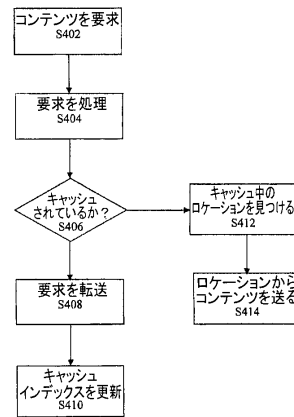 コンテンツを要求
S402
要求を処理
S404
キャッシュ
されているか？
S406
キャッシュ中の
ロケーションを見つける
S412
要求を転送
S408
ロケーションから
コンテンツを送る
S414
キャッシュ
インデックスを更新
S410